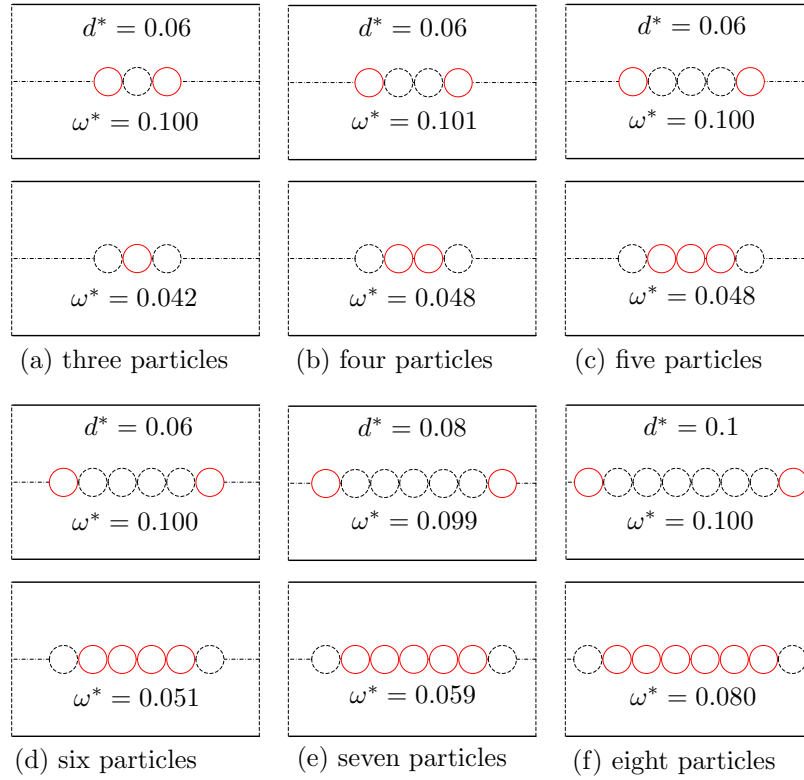 d* = 0.06
ω* = 0.100
ω* = 0.042
(a) three particles
d* = 0.06
ω* = 0.101
ω* = 0.048
(b) four particles
d* = 0.06
ω* = 0.100
ω* = 0.048
(c) five particles
d* = 0.06
ω* = 0.100
ω* = 0.051
(d) six particles
d* = 0.08
ω* = 0.099
ω* = 0.059
(e) seven particles
d* = 0.1
ω* = 0.100
ω* = 0.080
(f) eight particles